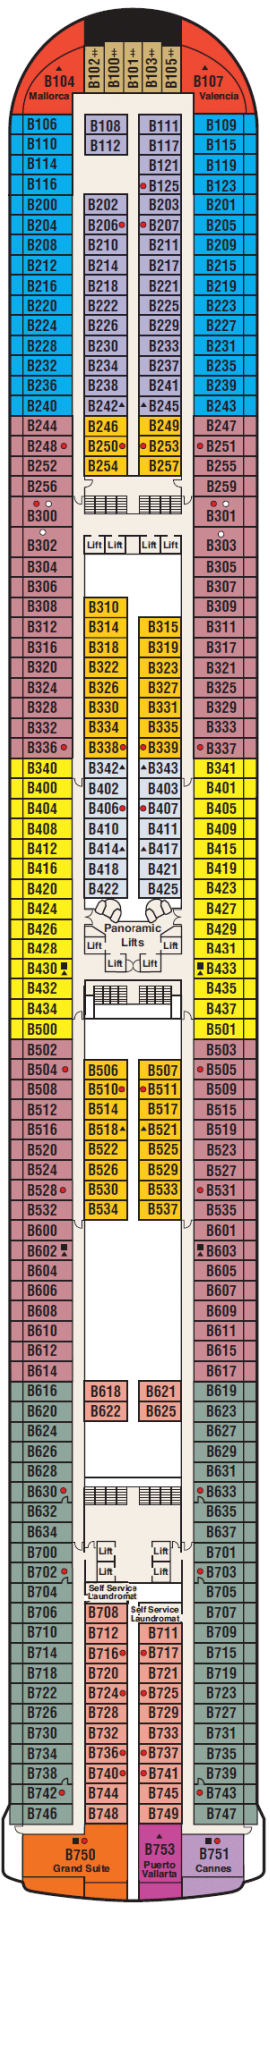 B102‡ B100‡ B101‡ B103‡ B105‡
B104 Mallorca
B107 Valencia
B106 B108 B111 B109
B110 B112 B117 B115
B114 B121 B119
B116 B125 B123
B200 B202 B203 B201
B204 B206 B207 B205
B208 B210 B211 B209
B212 B214 B217 B215
B216 B218 B221 B219
B220 B222 B225 B223
B224 B226 B229 B227
B228 B230 B233 B231
B232 B234 B237 B235
B236 B238 B241 B239
B240 B242 B245 B243
B244 B246 B249 B247
B248 B250 B253 B251
B252 B254 B257 B255
B256 B259
B300 B301
B302 Lift Lift Lift Lift B303
B304 B305
B306 B307
B308 B310 B309
B312 B314 B315 B311
B316 B318 B319 B317
B320 B322 B323 B321
B324 B326 B327 B325
B328 B330 B331 B329
B332 B334 B335 B333
B336 B338 B339 B337
B340 B342 B343 B341
B400 B402 B403 B401
B404 B406 B407 B405
B408 B410 B411 B409
B412 B414 B417 B415
B416 B418 B421 B419
B420 B422 B425 B423
B424 B427
B426 Panoramic B429
B428 Lift Lifts Lift B431
B430 Lift Lift B433
B432 B435
B434 B437
B500 B501
B502 B503
B504 B506 B507 B505
B508 B510 B511 B509
B512 B514 B517 B515
B516 B518 B521 B519
B520 B522 B525 B523
B524 B526 B529 B527
B528 B530 B533 B531
B532 B534 B537 B535
B600 B601
B602 B603
B604 B605
B606 B607
B608 B609
B610 B611
B612 B615
B614 B617
B616 B618 B621 B619
B620 B622 B625 B623
B624 B627
B626 B629
B628 B631
B630 B633
B632 B635
B634 B637
B700 Lift Lift B701
B702 Lift Lift B703
B704 Self Service Laundromat B705
B706 B708 Self Service Laundromat B707
B710 B712 B711 B709
B714 B716 B717 B715
B718 B720 B721 B719
B722 B724 B725 B723
B726 B728 B729 B727
B730 B732 B733 B731
B734 B736 B737 B735
B738 B740 B741 B739
B742 B744 B745 B743
B746 B748 B749 B747
B750 Grand Suite
B753 Puerto Vallarta
B751 Cannes